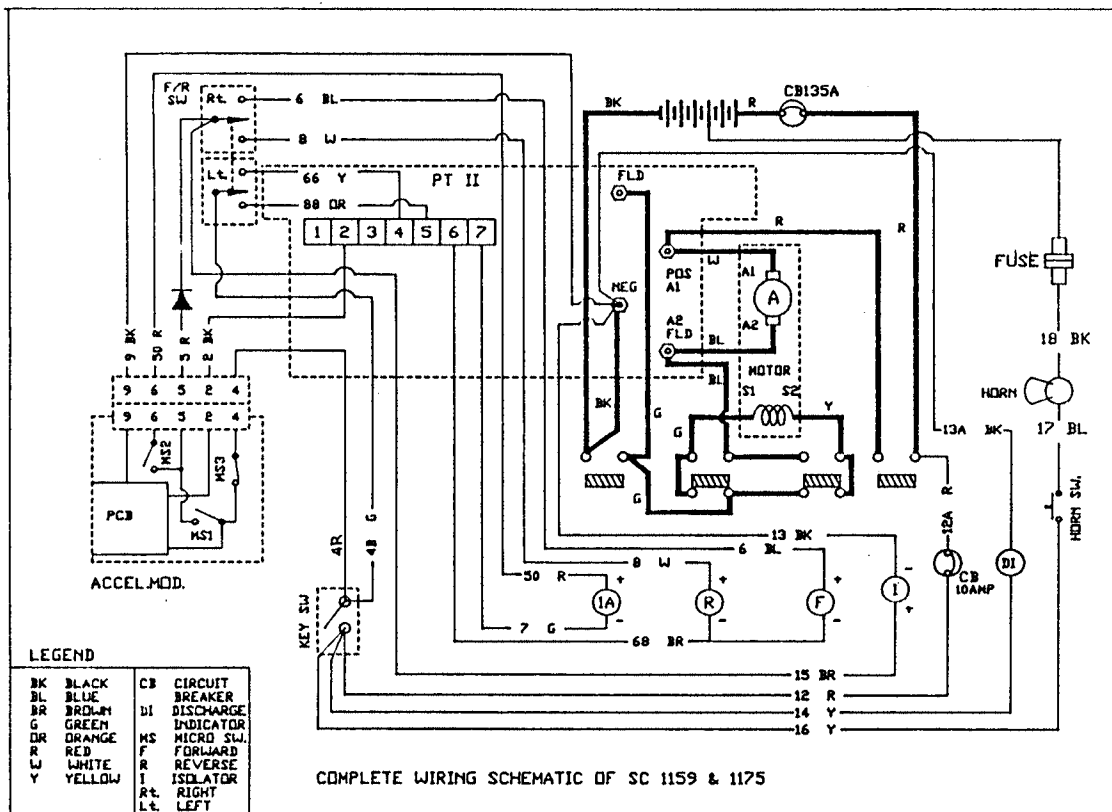 BK
R
CB135A
F/R
SW
Rt.
6 BL
8 W
Lt.
66 Y
PT II
FLD
88 OR
1 2 3 4 5 6 7
R
R
FUSE
W
A1
POS
A1
NEG
A
A2
FLD
A2
BL
9 BK
50 R
5 R
2 BK
MOTOR
BL
18 BK
S1 S2
9 6 5 2 4
9 6 5 2 4
BK
G
G
Y
HORN
17 BL
13A BK
MS2
MS3
PCB
MS1
G
12A R
HORN SW.
4R
4B G
13 BK
6 BL
ACCEL.MOD.
8 W
50 R
+
+
+
-
1A
R
F
I
CB
10AMP
DI
KEY SW
-
-
-
+
7 G
68 BR
15 BR
12 R
14 Y
16 Y
LEGEND
BK BLACK CB CIRCUIT
BL BLUE BREAKER
BR BROWN DI DISCHARGE
G GREEN INDICATOR
OR ORANGE MS MICRO SW.
R RED F FORWARD
W WHITE R REVERSE
Y YELLOW I ISOLATOR
Rt. RIGHT
Lt. LEFT
COMPLETE WIRING SCHEMATIC OF SC 1159 & 1175